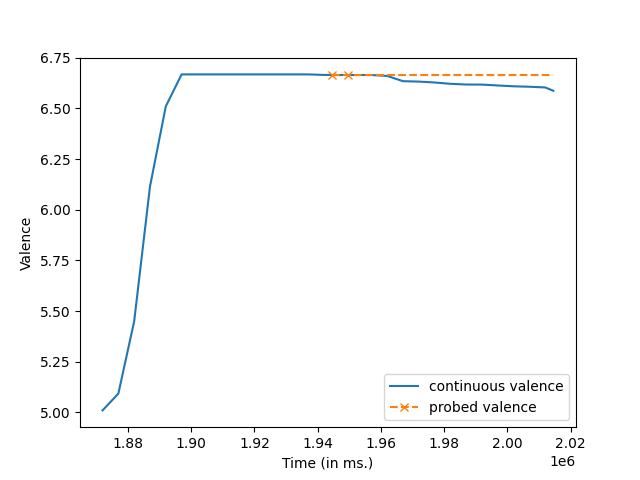 6.75
6.50
6.25
6.00
5.75
5.50
5.25
5.00
Valence
continuous valence
probed valence
1.88 1.90 1.92 1.94 1.96 1.98 2.00 2.02
Time (in ms.)
1e6